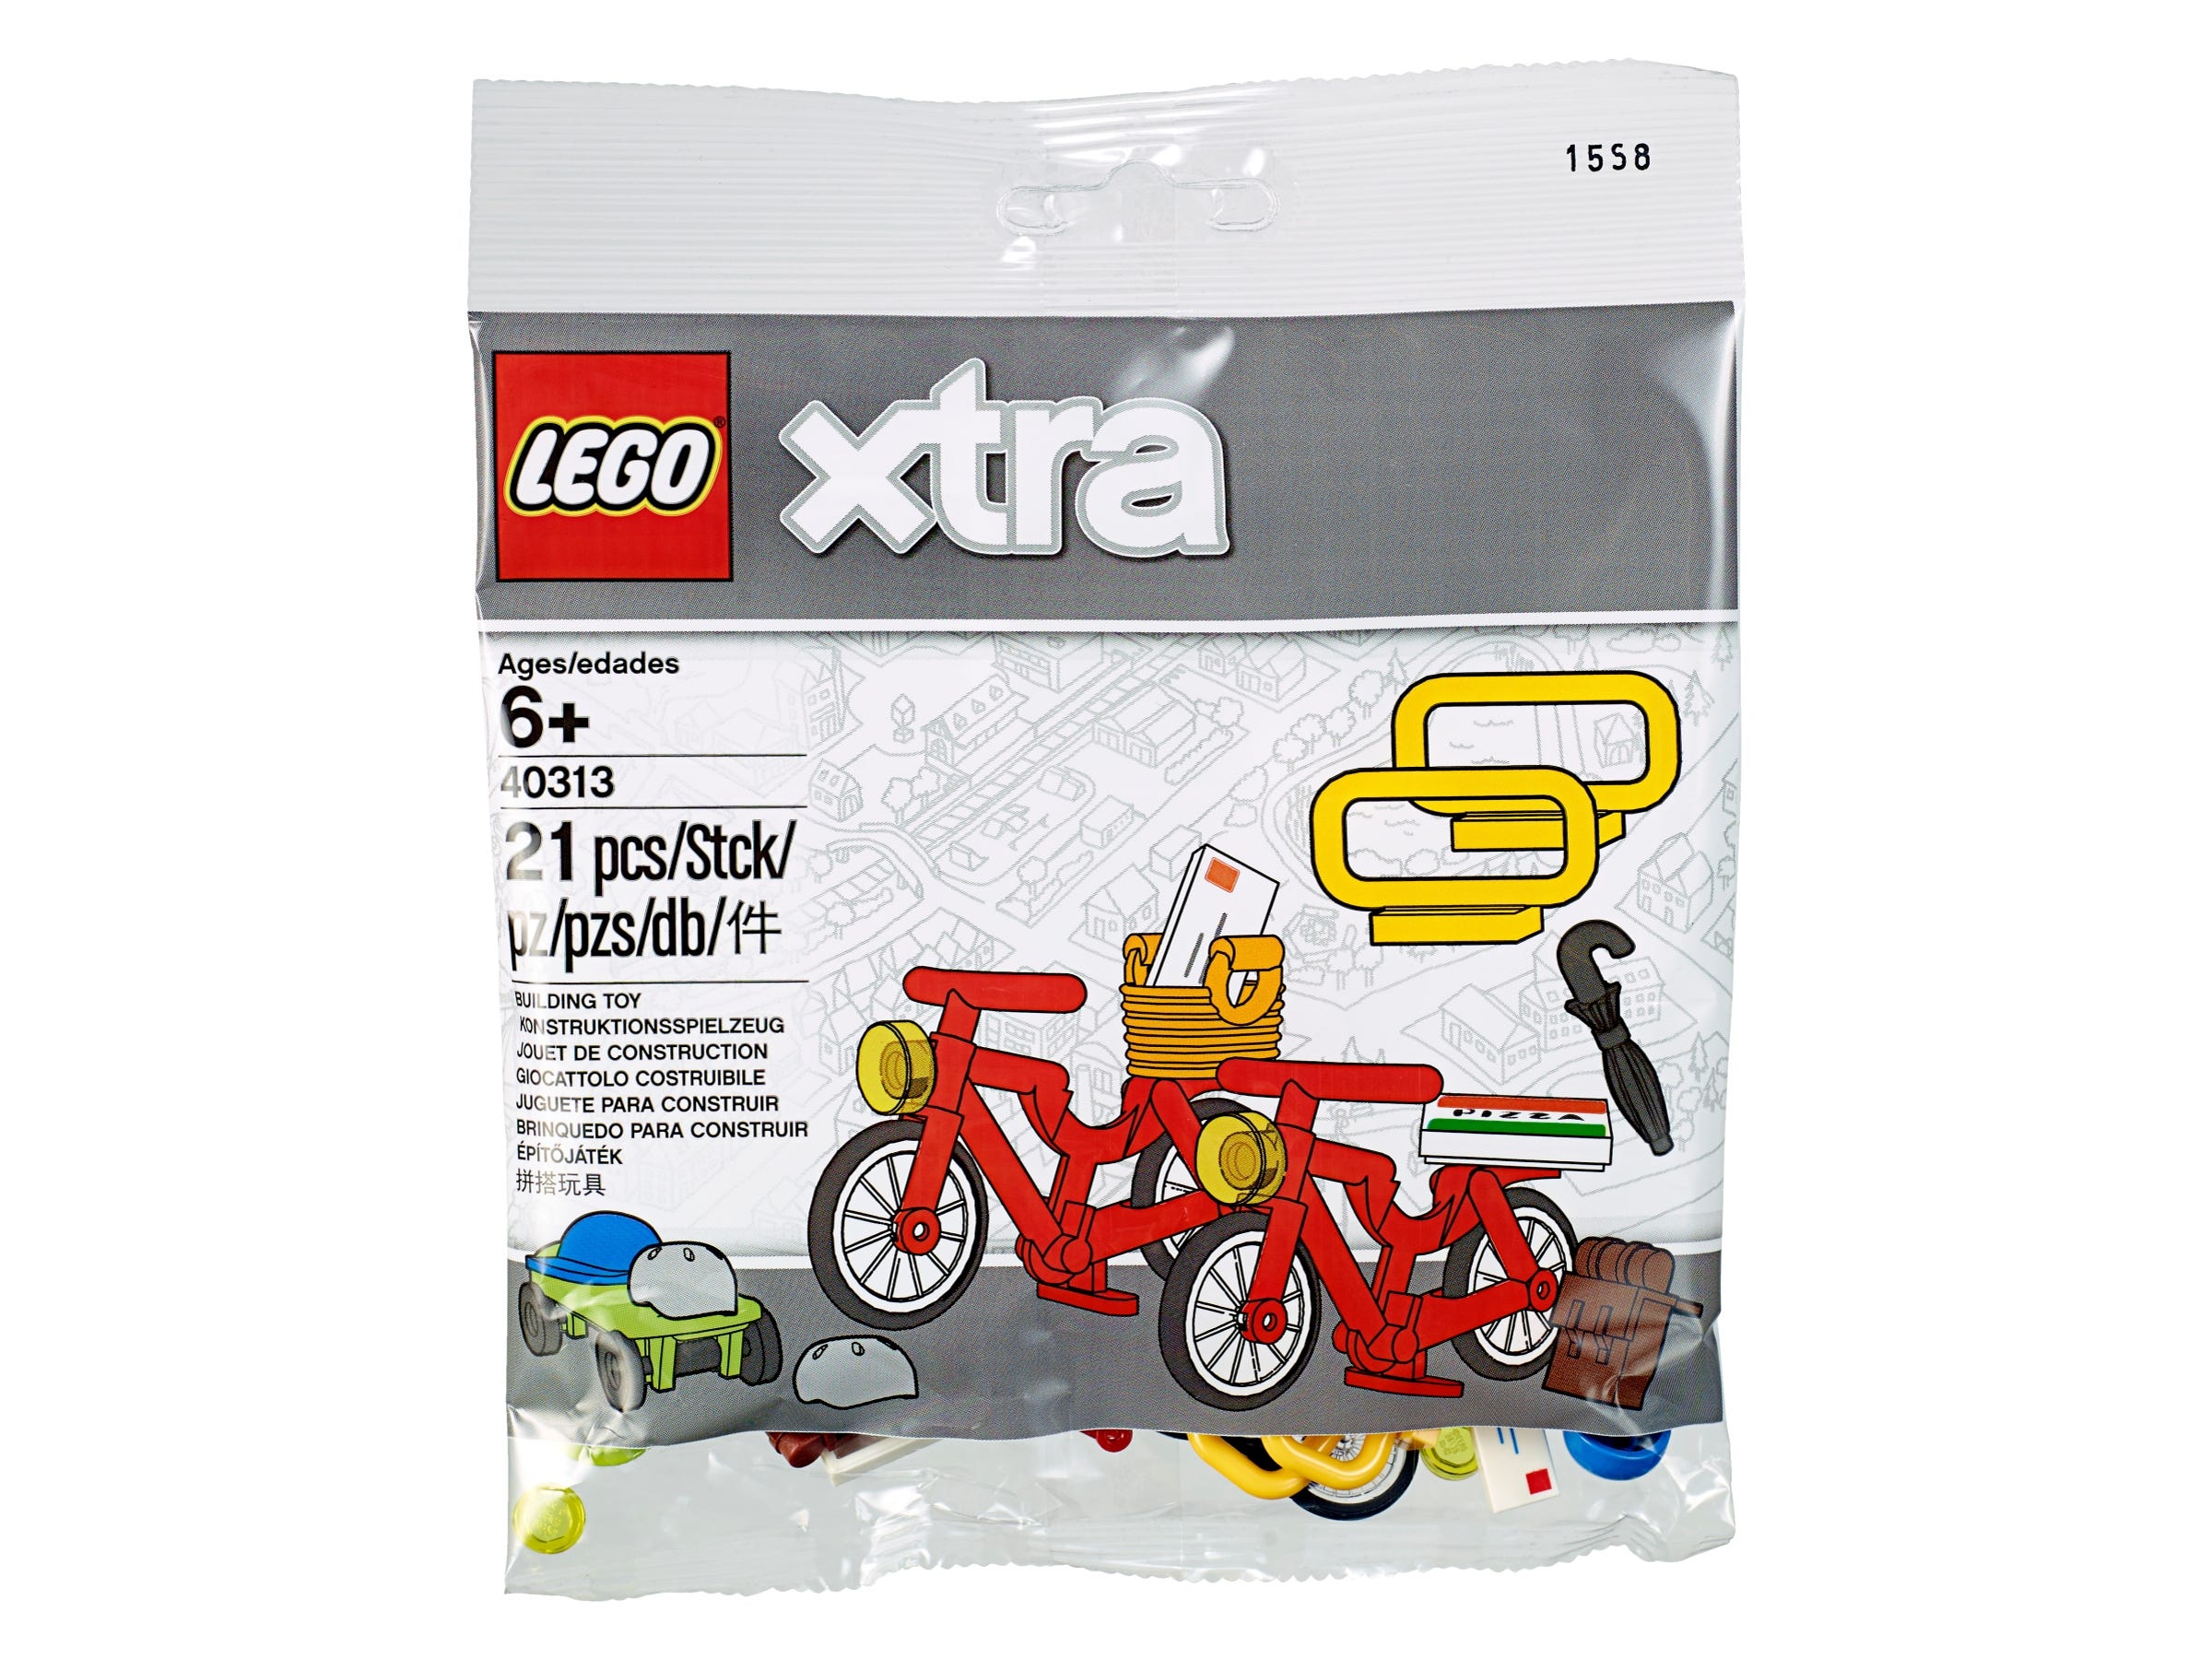 15S8
LEGO®
xtra
Ages/edades
6+
40313
21 pcs/Stck/
pz/pzs/db/件
BUILDING TOY
KONSTRUKTIONSSPIELZEUG
JOUET DE CONSTRUCTION
GIOCATTOLO COSTRUIBILE
JUGUETE PARA CONSTRUIR
BRINQUEDO PARA CONSTRUIR
ÉPÍTŐJÁTÉK
拼搭玩具
PIZZA